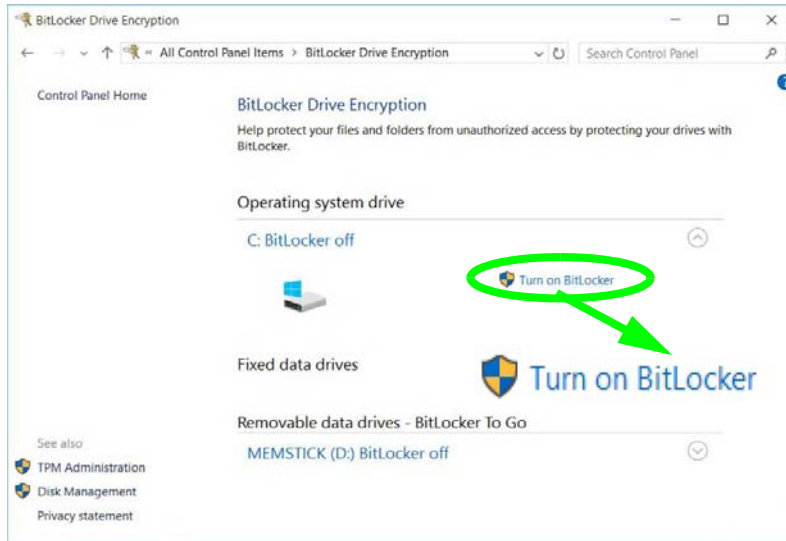 BitLocker Drive Encryption
« All Control Panel Items > BitLocker Drive Encryption
Search Control Panel
Control Panel Home
BitLocker Drive Encryption
Help protect your files and folders from unauthorized access by protecting your drives with
BitLocker.
Operating system drive
C: BitLocker off
Turn on BitLocker
Turn on BitLocker
Fixed data drives
Removable data drives - BitLocker To Go
MEMSTICK (D:) BitLocker off
See also
TPM Administration
Disk Management
Privacy statement